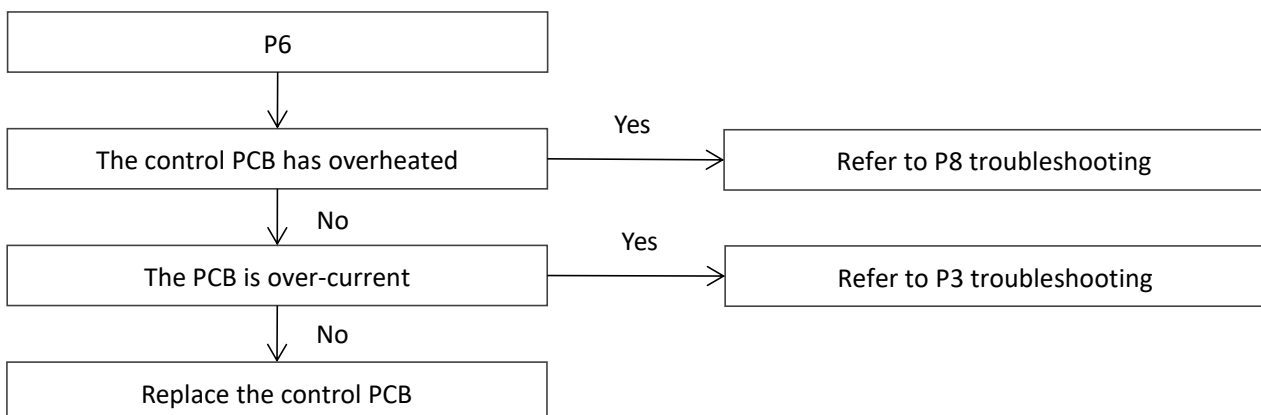 P6
Yes
The control PCB has overheated
Refer to P8 troubleshooting
No
Yes
The PCB is over-current
Refer to P3 troubleshooting
No
Replace the control PCB